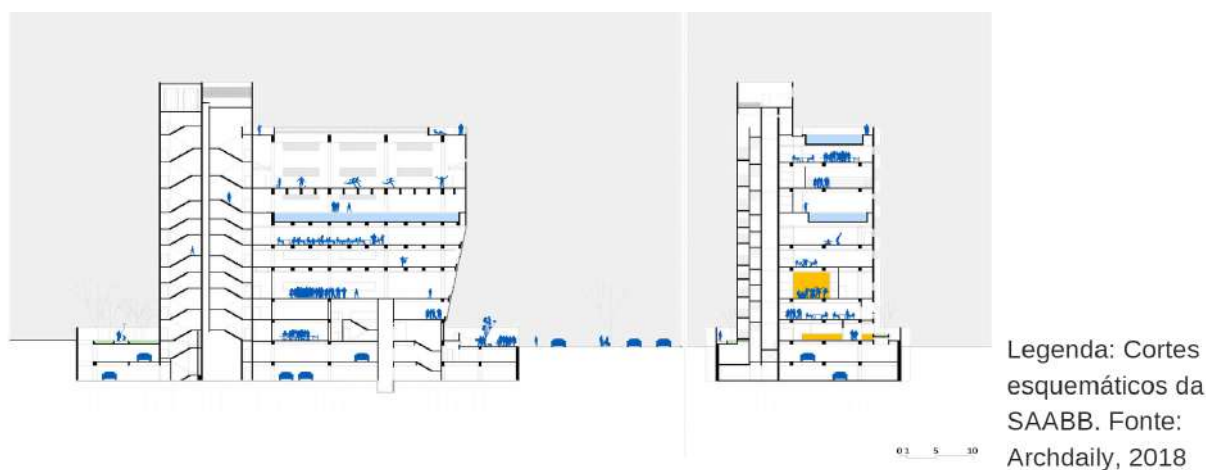 0 1 5 10
Legenda: Cortes
esquemáticos da
SAABB. Fonte:
Archdaily, 2018